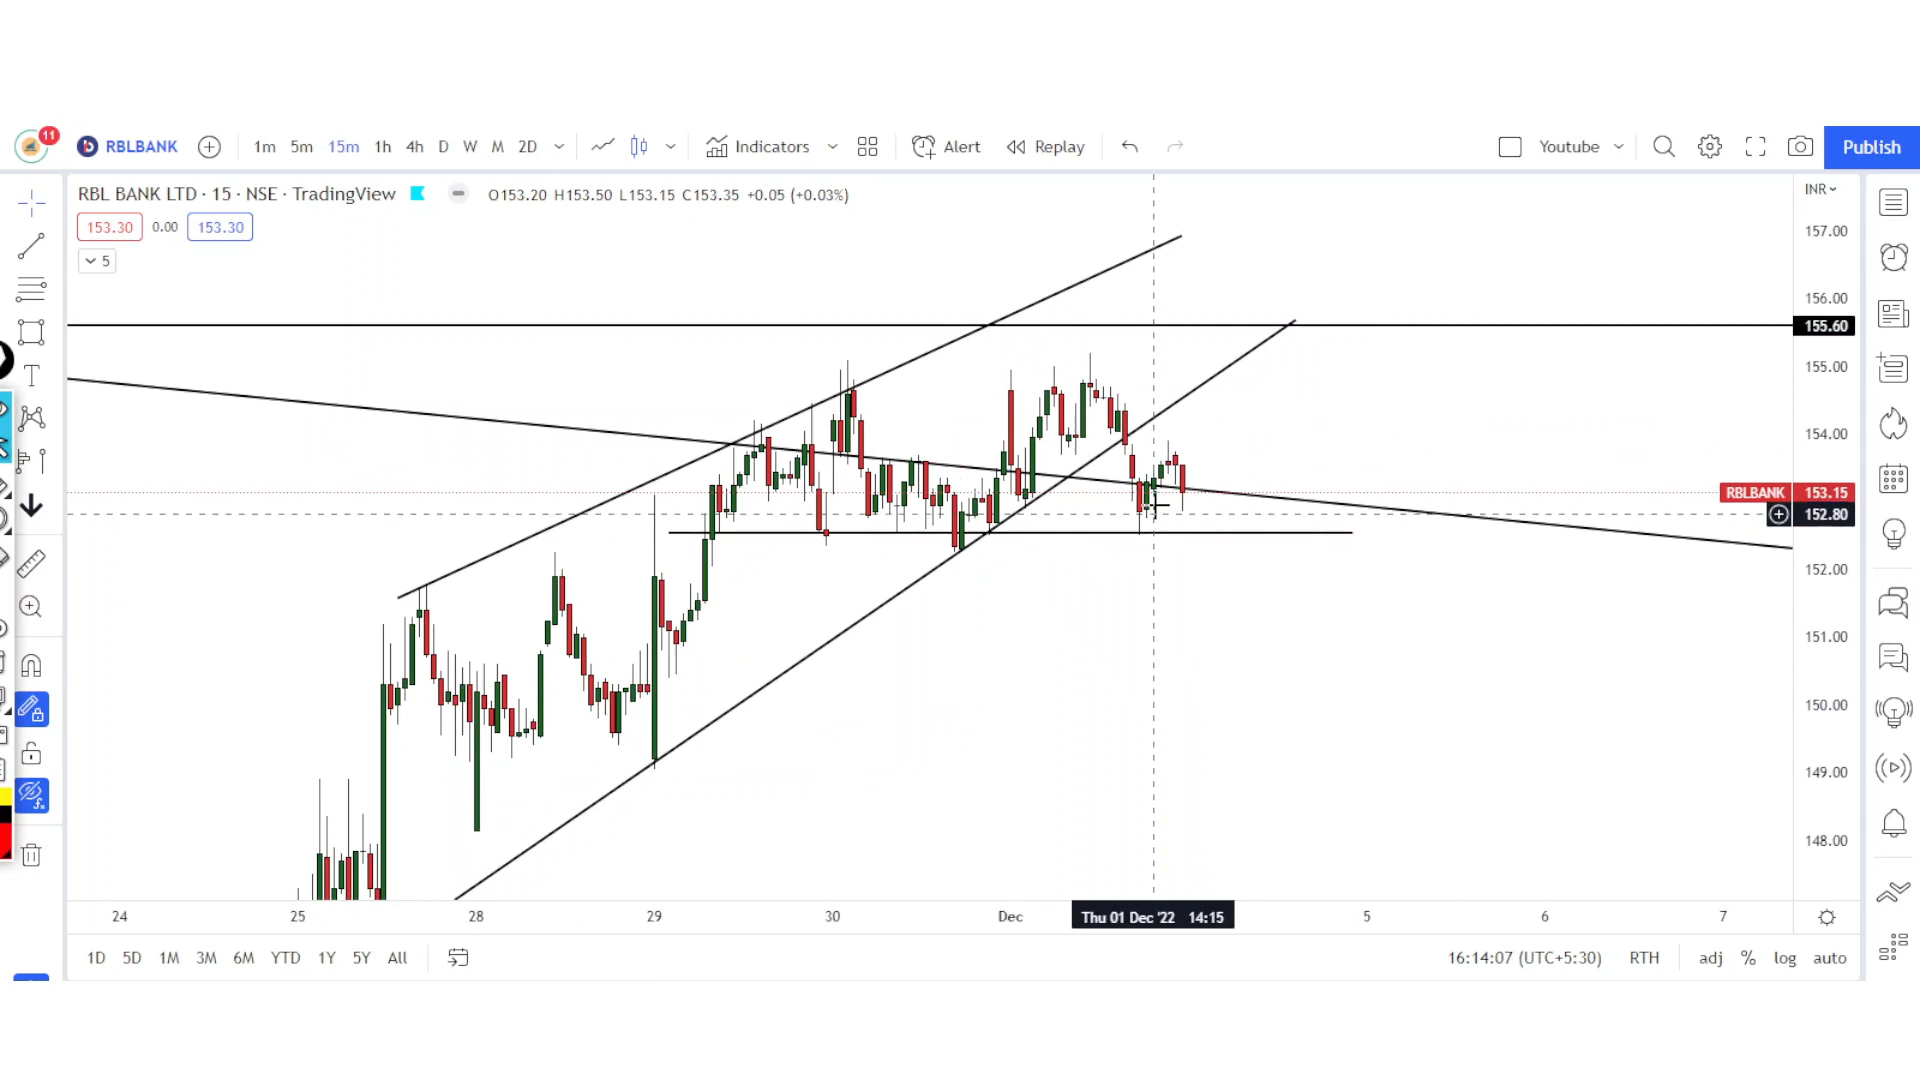 11 RBLBANK 1m 5m 15m 1h 4h D W M 2D Indicators Alert Replay Youtube Publish
RBL BANK LTD · 15 · NSE · TradingView O153.20 H153.50 L153.15 C153.35 +0.05 (+0.03%)
INR
153.30 0.00 153.30
5
157.00
156.00
155.60
155.00
154.00
RBLBANK 153.15
152.80
152.00
151.00
150.00
149.00
148.00
24 25 28 29 30 Dec Thu 01 Dec '22 14:15 5 6 7
1D 5D 1M 3M 6M YTD 1Y 5Y All 16:14:07 (UTC+5:30) RTH adj % log auto